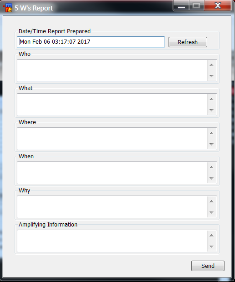 5 W's Report
Date/Time Report Prepared
Mon Feb 06 03:17:07 2017
Refresh
Who
What
Where
When
Why
Amplifying Information
Send